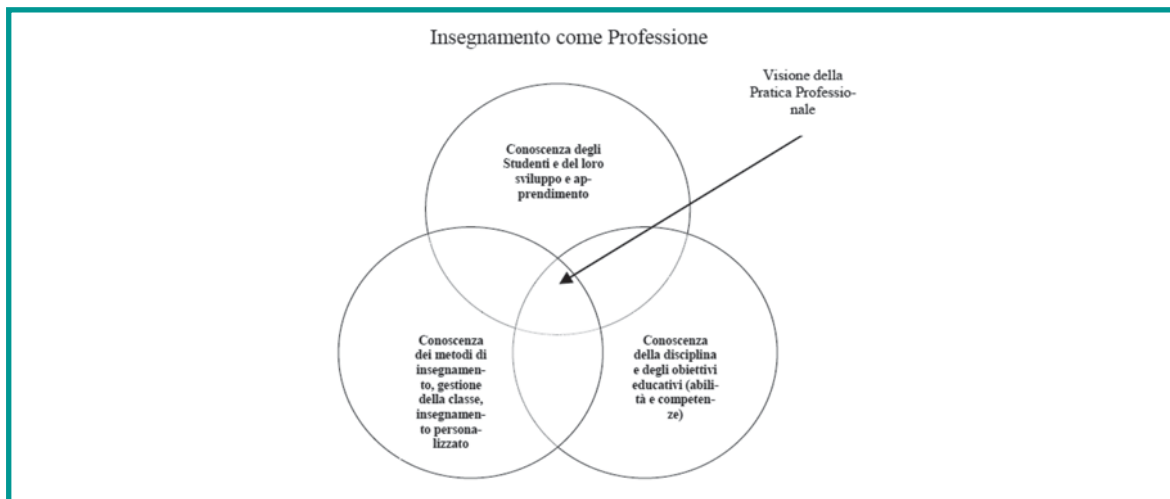 Insegnamento come Professione
Visione della
Pratica Professio-
nale
Conoscenza degli
Studenti e del loro
sviluppo e ap-
prendimento
Conoscenza
dei metodi di
insegnamen-
to, gestione
della classe,
insegnamen-
to persona-
lizzato
Conoscenza
della disciplina
e degli obiettivi
educativi (abili-
tà e competen-
ze)